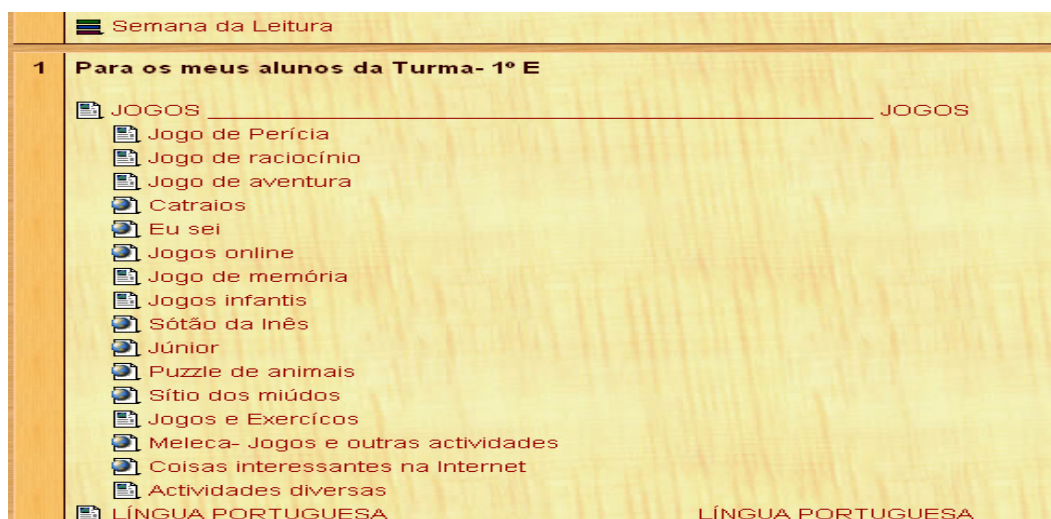 Semana da Leitura
1 Para os meus alunos da Turma- 1º E
JOGOS ______________________________________________ JOGOS
Jogo de Perícia
Jogo de raciocínio
Jogo de aventura
Catraios
Eu sei
Jogos online
Jogo de memória
Jogos infantis
Sótão da Inês
Júnior
Puzzle de animais
Sítio dos miúdos
Jogos e Exercícos
Meleca- Jogos e outras actividades
Coisas interessantes na Internet
Actividades diversas
LÍNGUA PORTUGUESA LÍNGUA PORTUGUESA